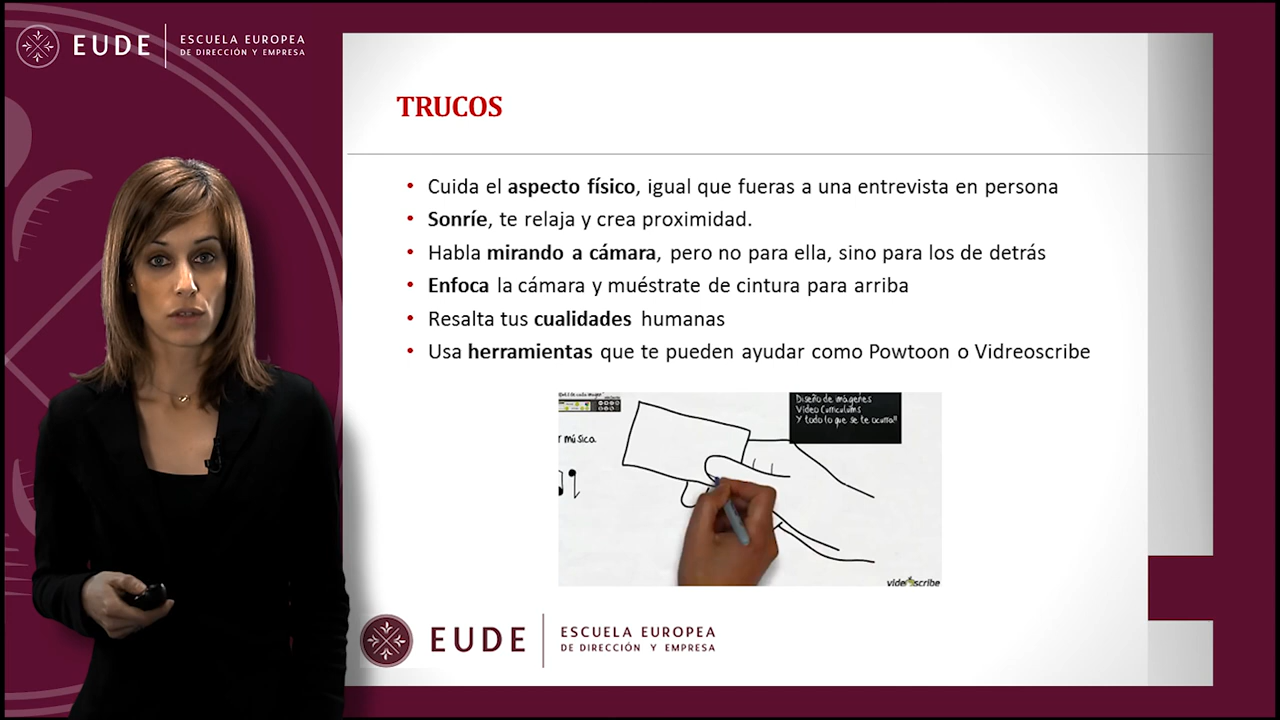 EUDE
ESCUELA EUROPEA
DE DIRECCIÓN Y EMPRESA
TRUCOS
• Cuida el aspecto físico, igual que fueras a una entrevista en persona
• Sonríe, te relaja y crea proximidad.
• Habla mirando a cámara, pero no para ella, sino para los de detrás
• Enfoca la cámara y muéstrate de cintura para arriba
• Resalta tus cualidades humanas
• Usa herramientas que te pueden ayudar como Powtoon o Vidreoscribe
Diseño de imágenes
Video Curriculums
Y todo lo que se te ocurra!!
r música.
videoscribe
EUDE
ESCUELA EUROPEA
DE DIRECCIÓN Y EMPRESA